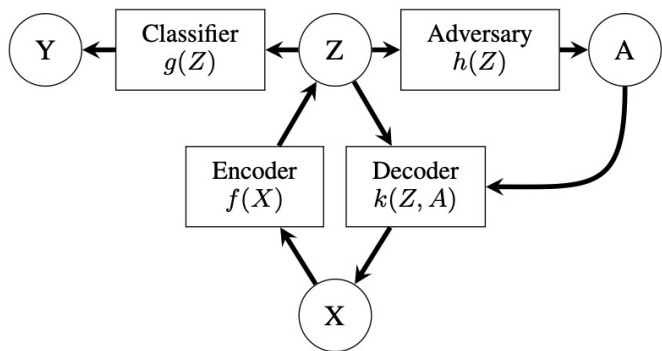 Y
Classifier
g(Z)
Z
Adversary
h(Z)
A
Encoder
f(X)
Decoder
k(Z, A)
X